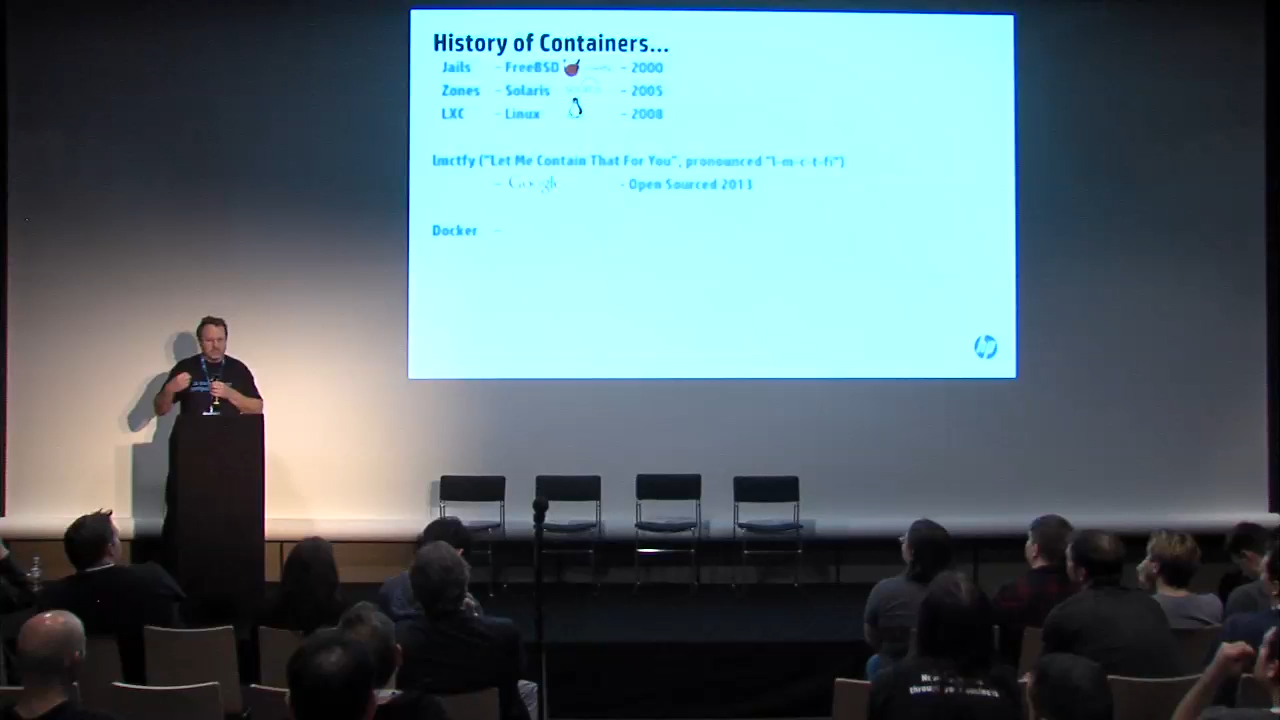 History of Containers...
Jails - FreeBSD - 2000
Zones - Solaris - 2005
LXC - Linux - 2008
lmctfy ("Let Me Contain That For You", pronounced "l-m-c-t-fi")
- Google - Open Sourced 2013
Docker -
hp